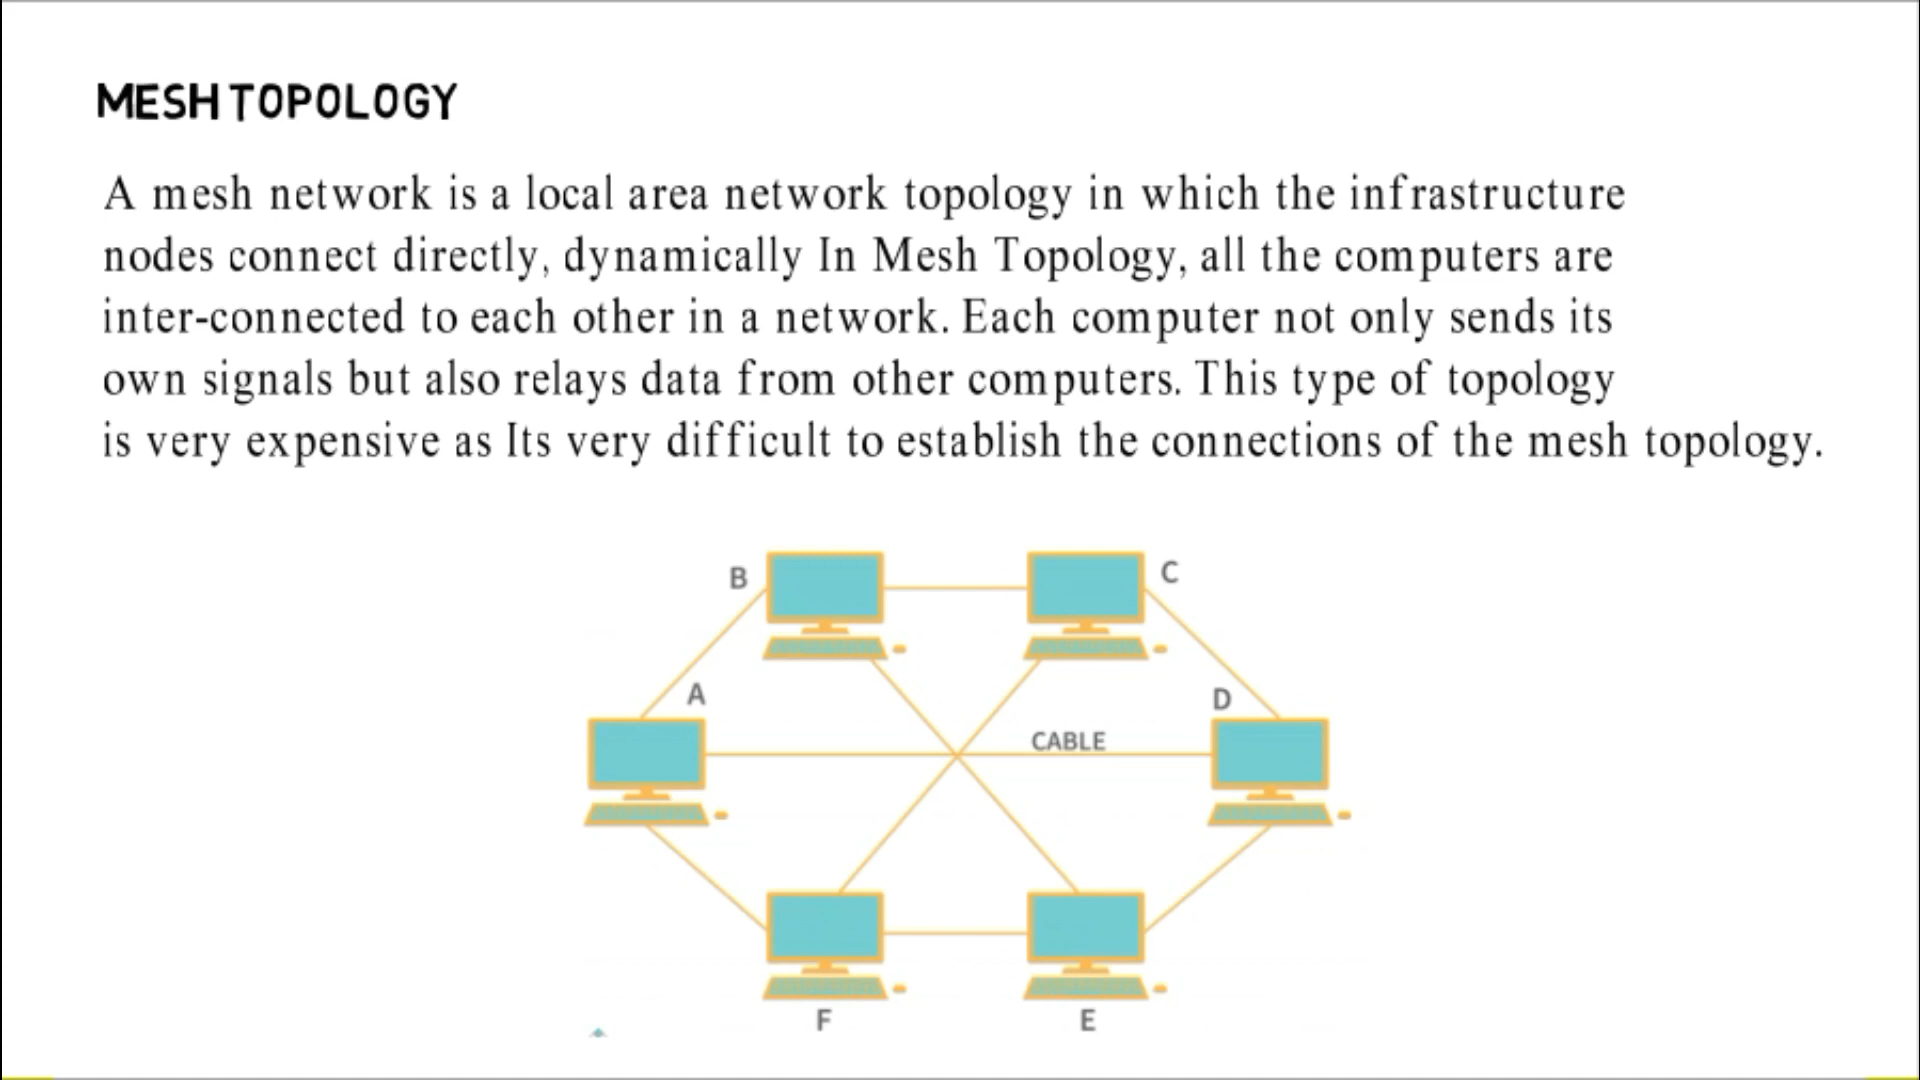 MESH TOPOLOGY
A mesh network is a local area network topology in which the infrastructure
nodes connect directly, dynamically In Mesh Topology, all the computers are
inter-connected to each other in a network. Each computer not only sends its
own signals but also relays data from other computers. This type of topology
is very expensive as Its very difficult to establish the connections of the mesh topology.
B
C
A
D
CABLE
F
E